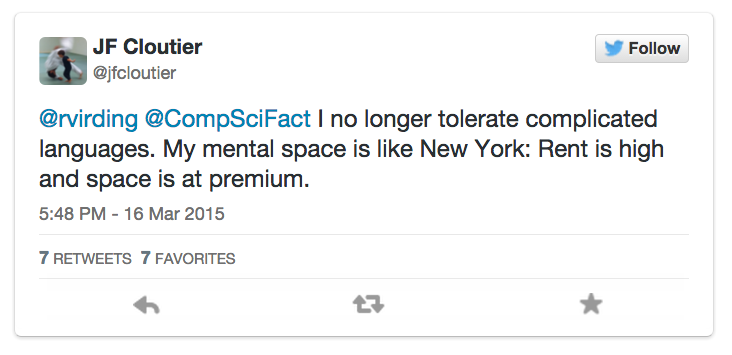 JF Cloutier
@jfcloutier
Follow
@rvirding @CompSciFact I no longer tolerate complicated
languages. My mental space is like New York: Rent is high
and space is at premium.
5:48 PM - 16 Mar 2015
7 RETWEETS 7 FAVORITES